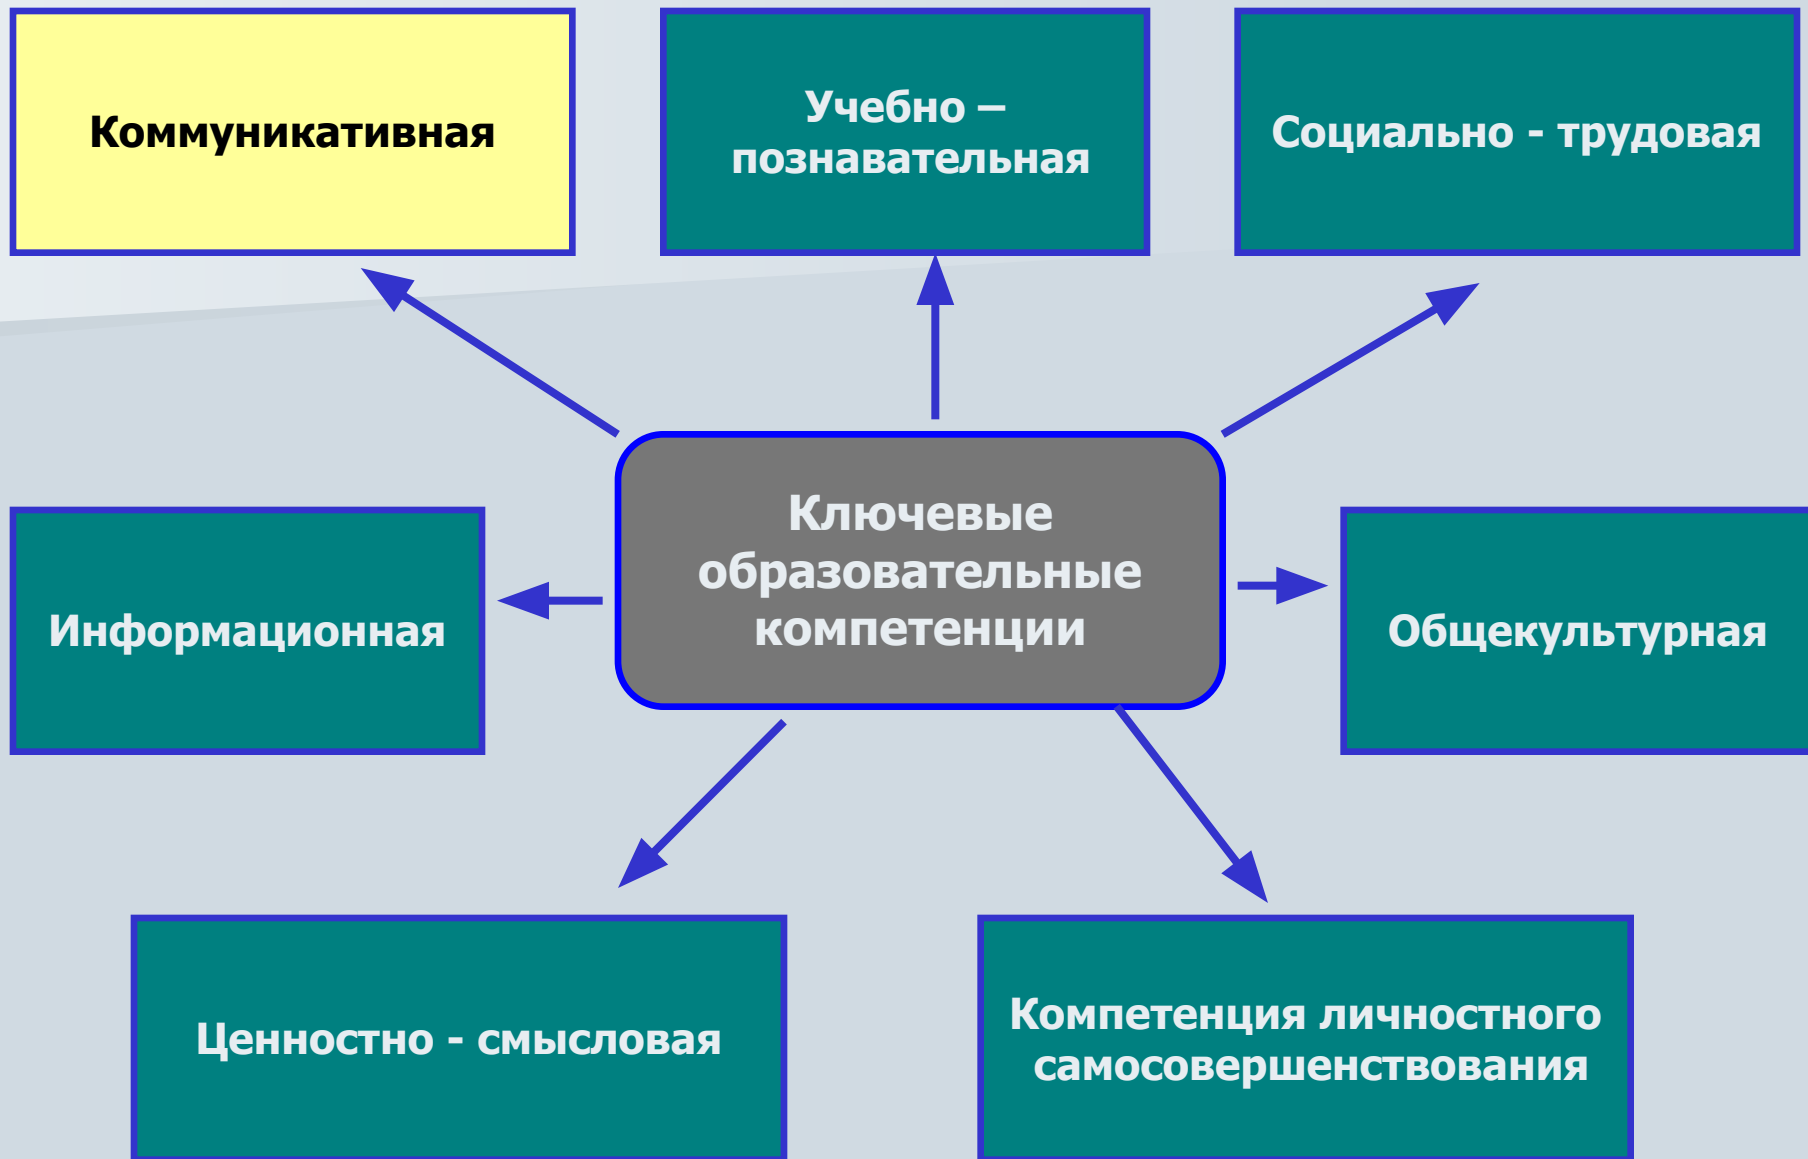 Коммуникативная
Учебно –
познавательная
Социально - трудовая
Ключевые
образовательные
компетенции
Информационная
Общекультурная
Ценностно - смысловая
Компетенция личностного
самосовершенствования